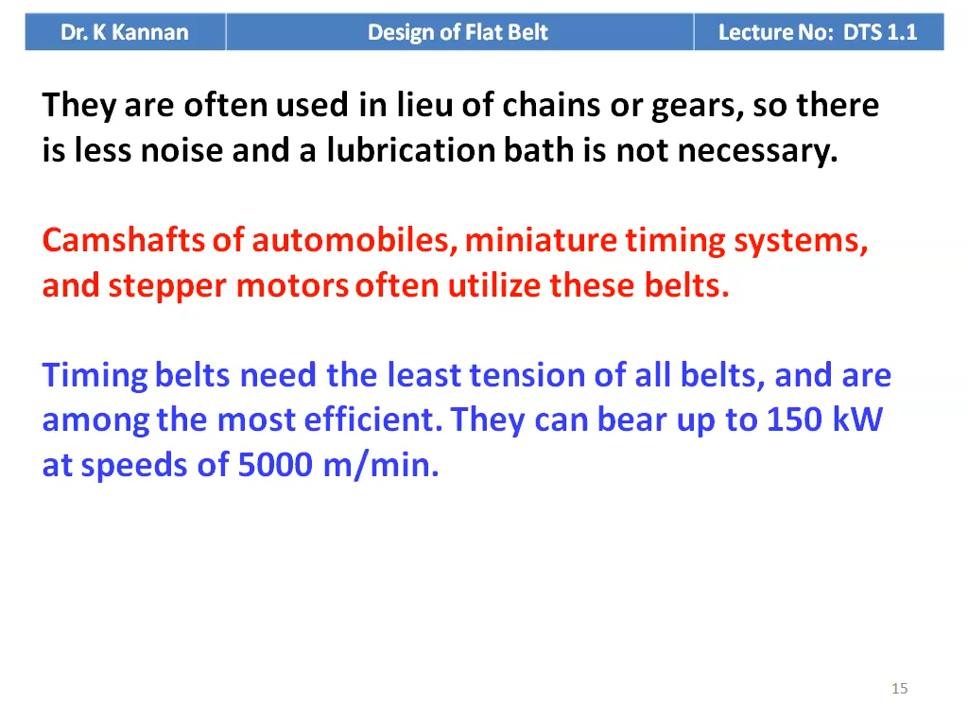 Dr. K Kannan
Design of Flat Belt
Lecture No: DTS 1.1
They are often used in lieu of chains or gears, so there
is less noise and a lubrication bath is not necessary.
Camshafts of automobiles, miniature timing systems,
and stepper motors often utilize these belts.
Timing belts need the least tension of all belts, and are
among the most efficient. They can bear up to 150 kW
at speeds of 5000 m/min.
15